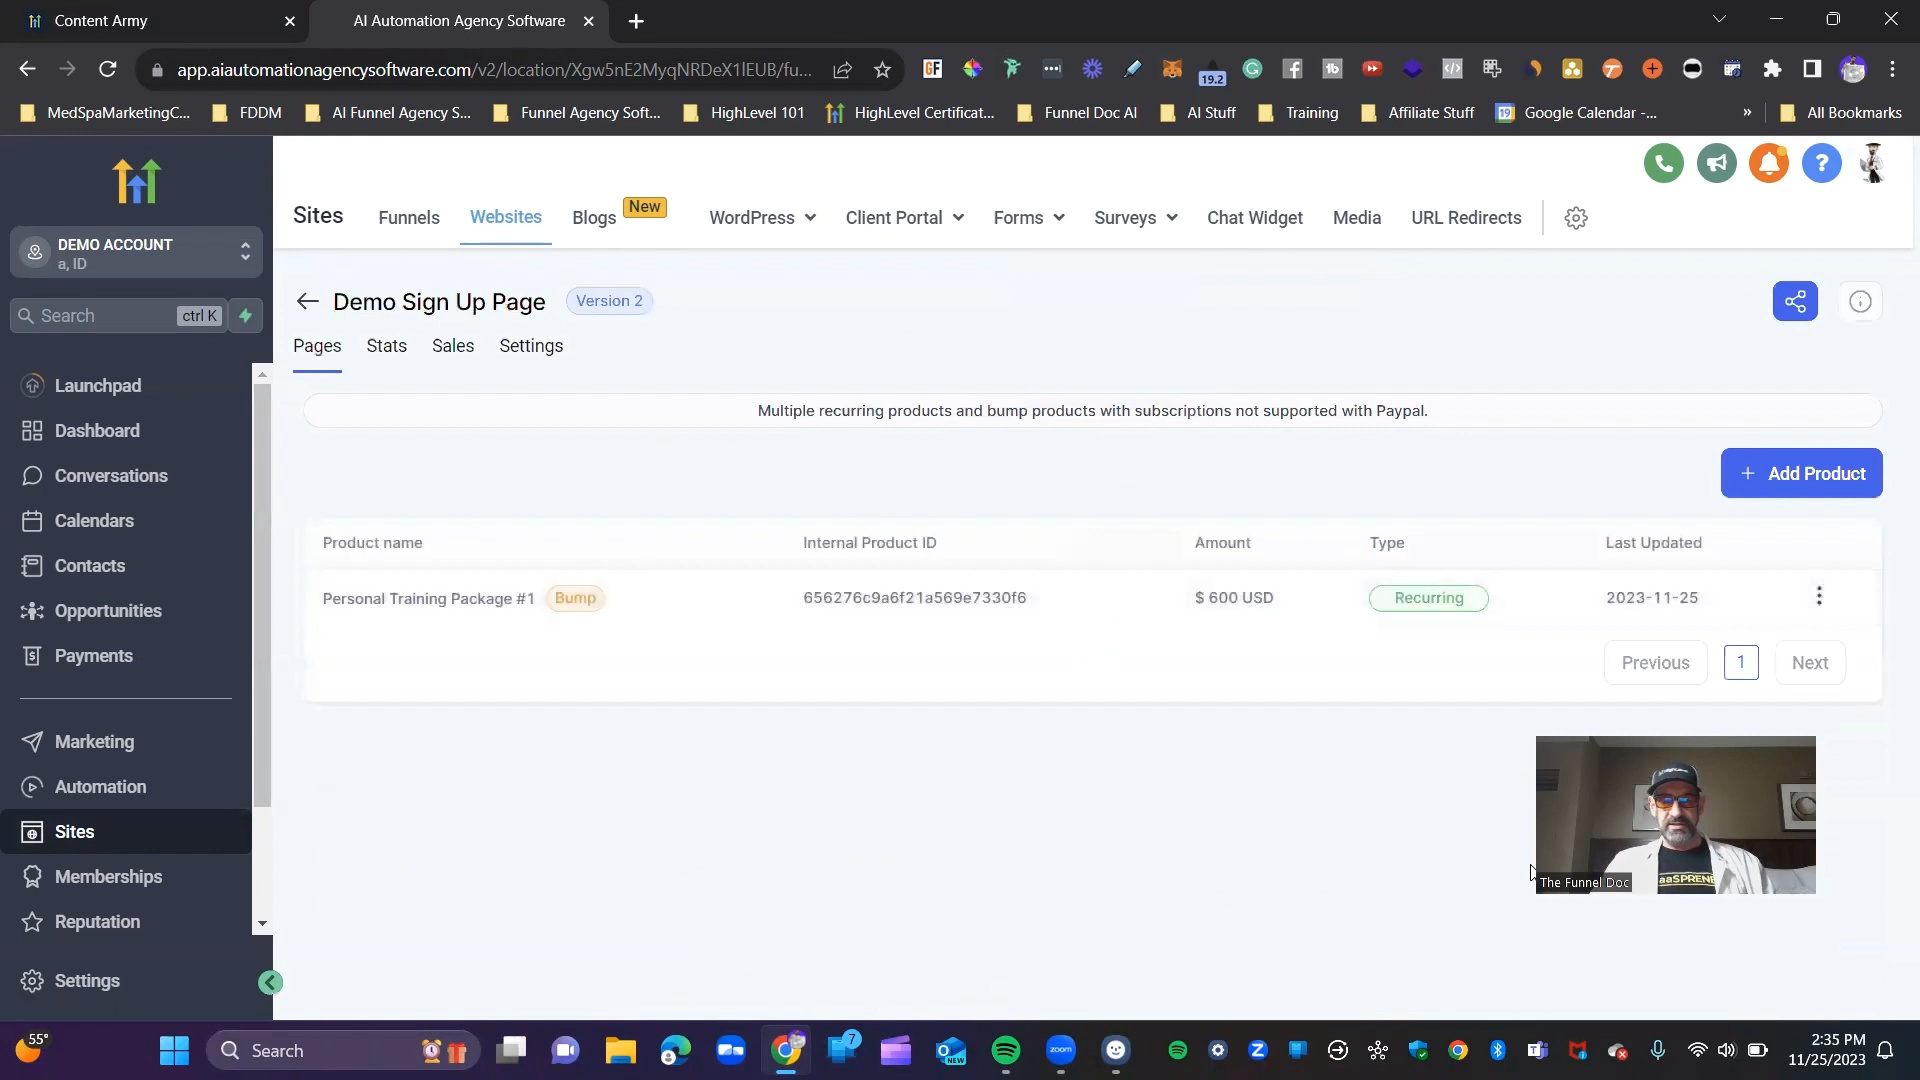 Content Army
AI Automation Agency Software
app.aiautomationagencysoftware.com/v2/location/Xgw5nE2MyqNRDeX1lEUB/fu...
19.2
MedSpaMarketingC...
FDDM
AI Funnel Agency S...
Funnel Agency Soft...
HighLevel 101
HighLevel Certificat...
Funnel Doc AI
AI Stuff
Training
Affiliate Stuff
Google Calendar -...
»
All Bookmarks
DEMO ACCOUNT
a, ID
Search
ctrl K
Launchpad
Dashboard
Conversations
Calendars
Contacts
Opportunities
Payments
Marketing
Automation
Sites
Memberships
Reputation
Settings
Sites
Funnels
Websites
Blogs
New
WordPress
Client Portal
Forms
Surveys
Chat Widget
Media
URL Redirects
Demo Sign Up Page
Version 2
Pages
Stats
Sales
Settings
Multiple recurring products and bump products with subscriptions not supported with Paypal.
+ Add Product
Product name
Internal Product ID
Amount
Type
Last Updated
Personal Training Package #1
Bump
656276c9a6f21a569e7330f6
$ 600 USD
Recurring
2023-11-25
Previous
1
Next
The Funnel Doc
55°
Search
7
NEW
zoom
2:35 PM
11/25/2023